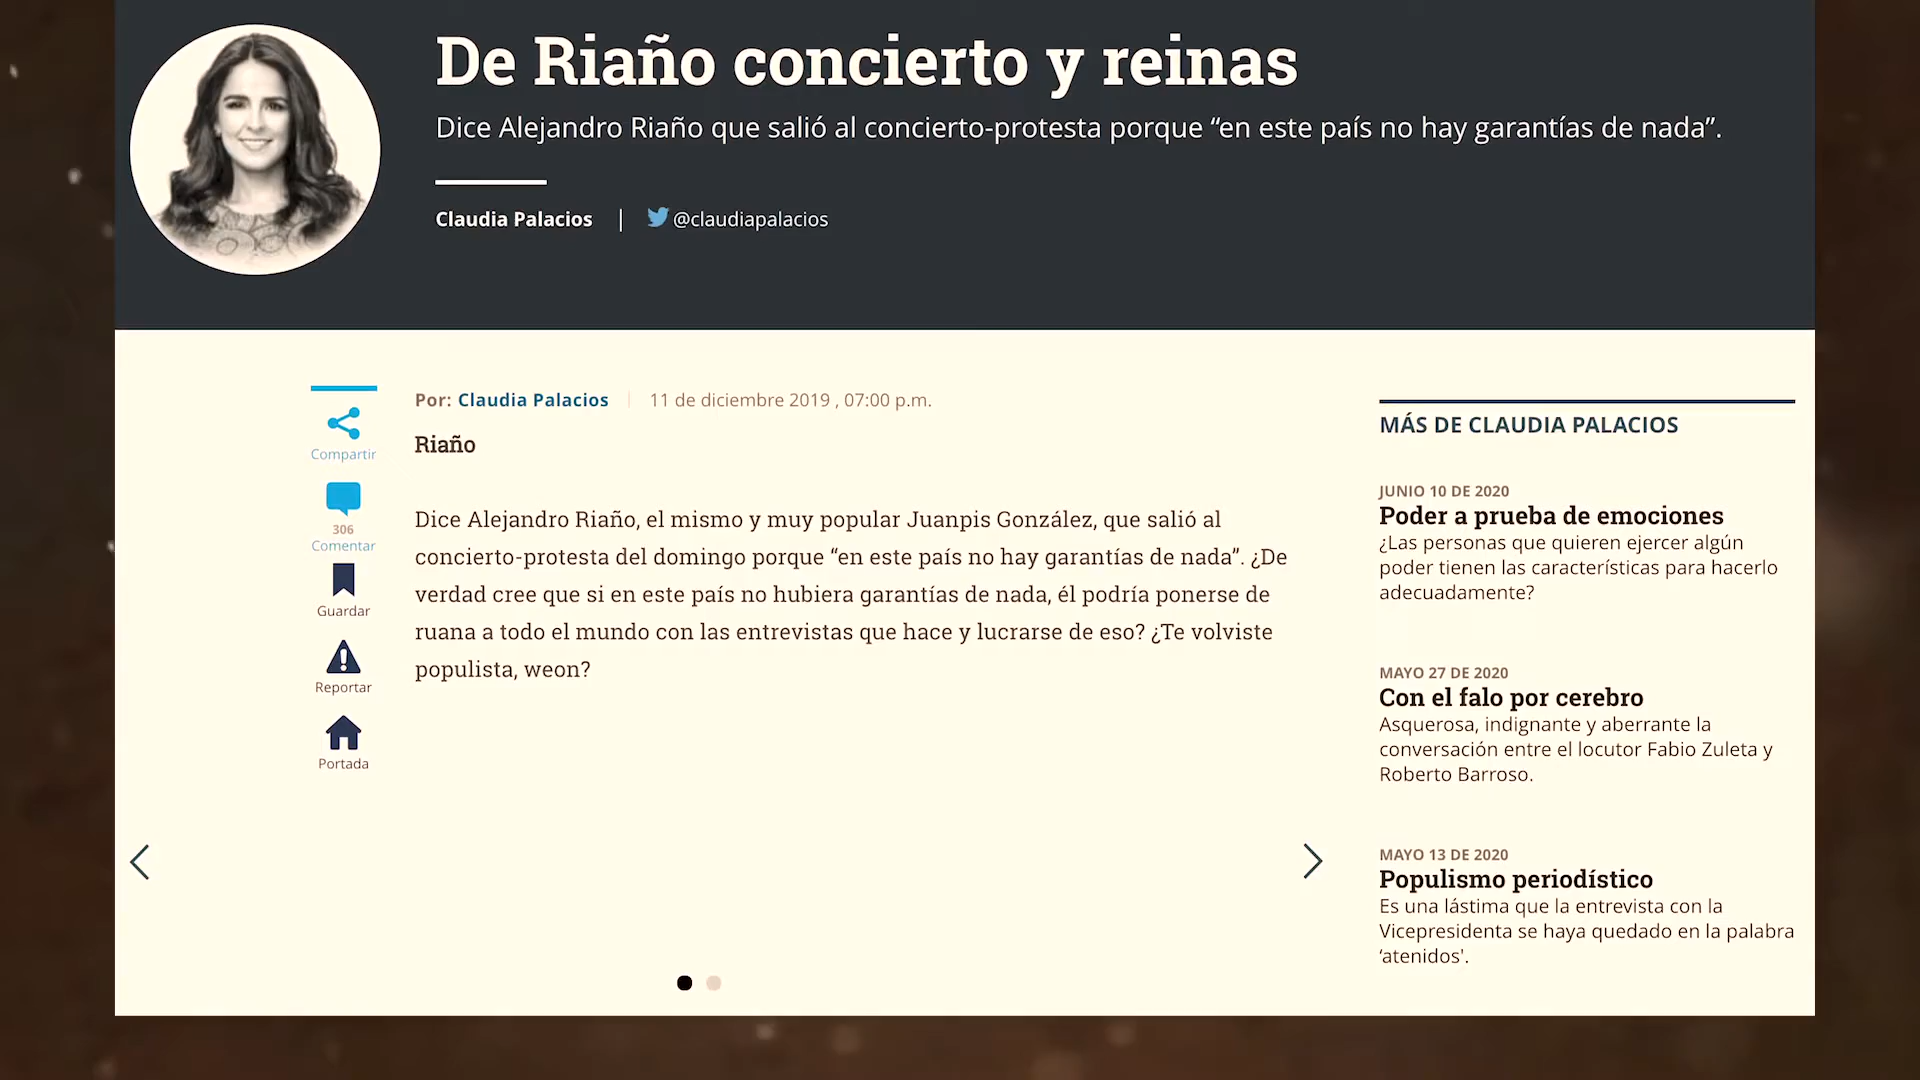 De Riaño concierto y reinas
Dice Alejandro Riaño que salió al concierto-protesta porque “en este país no hay garantías de nada”.
Claudia Palacios | @claudiapalacios
Compartir
306
Comentar
Guardar
Reportar
Portada
Por: Claudia Palacios 11 de diciembre 2019 , 07:00 p.m.
Riaño
Dice Alejandro Riaño, el mismo y muy popular Juanpis González, que salió al
concierto-protesta del domingo porque “en este país no hay garantías de nada”. ¿De
verdad cree que si en este país no hubiera garantías de nada, él podría ponerse de
ruana a todo el mundo con las entrevistas que hace y lucrarse de eso? ¿Te volviste
populista, weon?
MÁS DE CLAUDIA PALACIOS
JUNIO 10 DE 2020
Poder a prueba de emociones
¿Las personas que quieren ejercer algún
poder tienen las características para hacerlo
adecuadamente?
MAYO 27 DE 2020
Con el falo por cerebro
Asquerosa, indignante y aberrante la
conversación entre el locutor Fabio Zuleta y
Roberto Barroso.
MAYO 13 DE 2020
Populismo periodístico
Es una lástima que la entrevista con la
Vicepresidenta se haya quedado en la palabra
‘atenidos'.